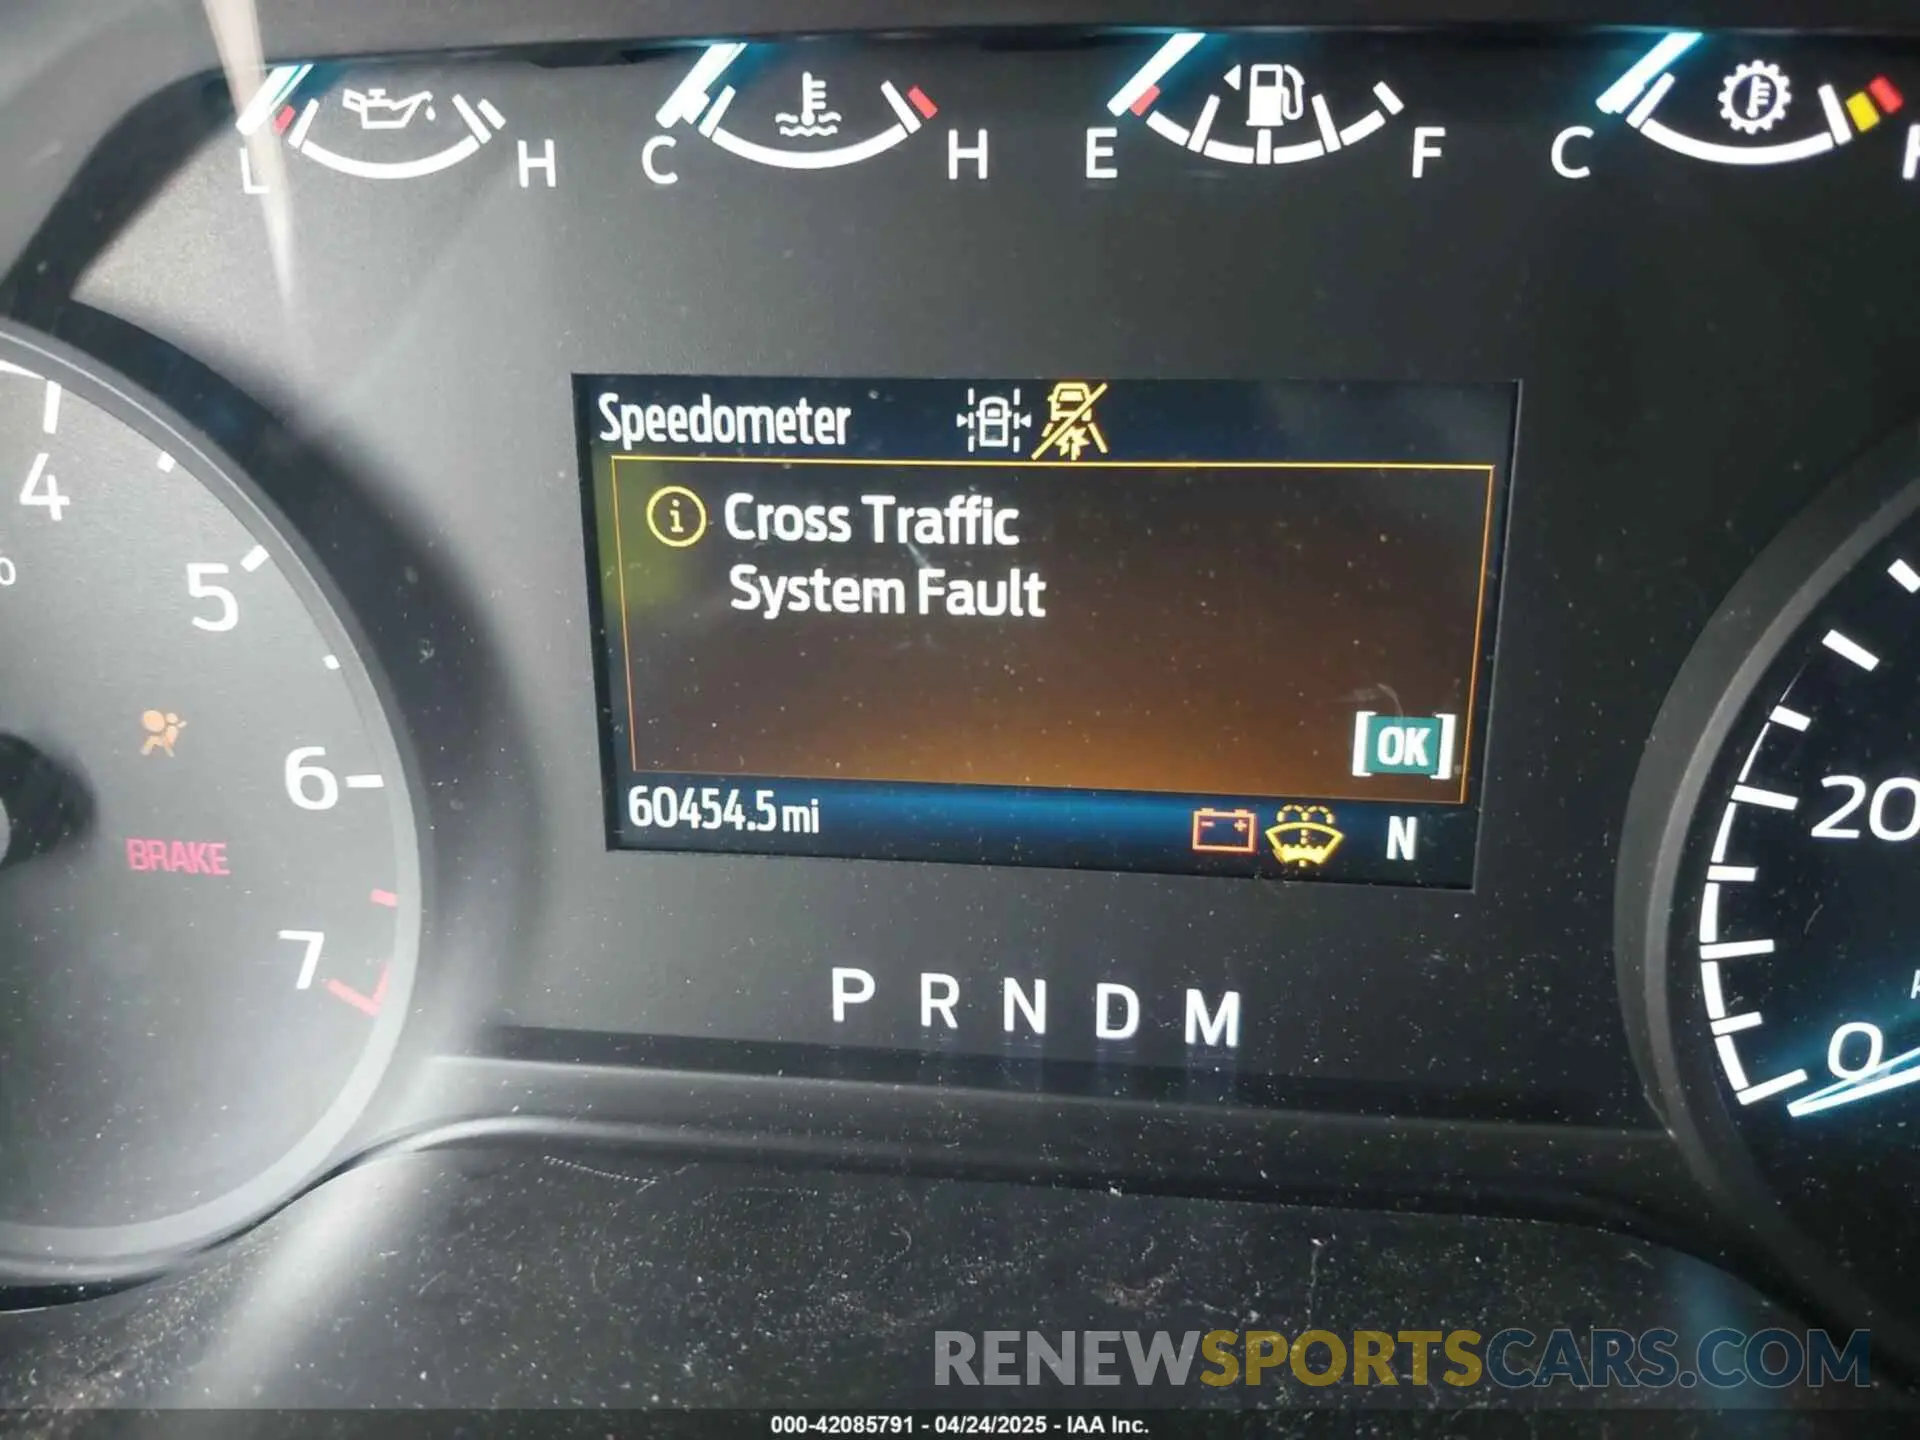 L H C H E F C
Speedometer
Cross Traffic
System Fault
[OK]
60454.5 mi N
4
5
6
7
BRAKE
P R N D M
20
0
RENEWSPORTSCARS.COM
000-42085791 - 04/24/2025 - IAA Inc.